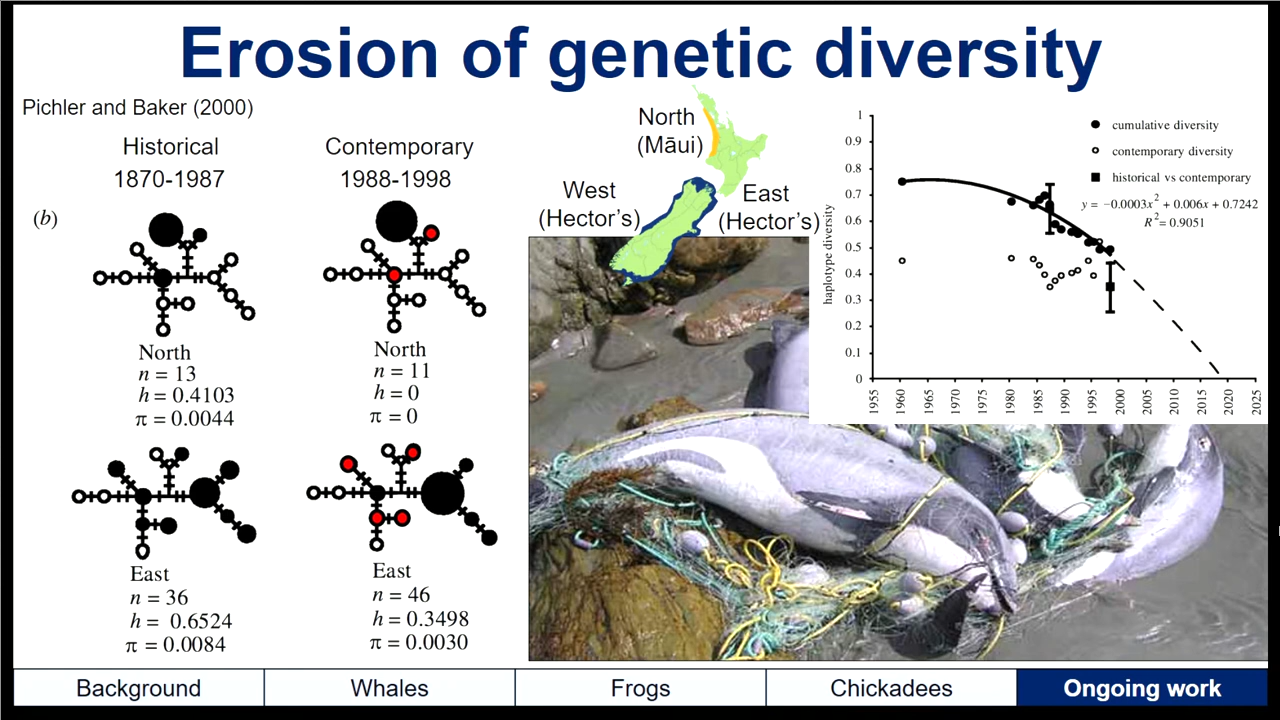 Erosion of genetic diversity
Pichler and Baker (2000)
Historical
1870-1987
Contemporary
1988-1998
(b)
North
n = 13
h = 0.4103
π = 0.0044
North
n = 11
h = 0
π = 0
East
n = 36
h = 0.6524
π = 0.0084
East
n = 46
h = 0.3498
π = 0.0030
North
(Māui)
West
(Hector's)
East
(Hector's)
cumulative diversity
contemporary diversity
historical vs contemporary
y = −0.0003x² + 0.006x + 0.7242
R² = 0.9051
haplotype diversity
1
0.9
0.8
0.7
0.6
0.5
0.4
0.3
0.2
0.1
0
1955 1960 1965 1970 1975 1980 1985 1990 1995 2000 2005 2010 2015 2020 2025
Background Whales Frogs Chickadees Ongoing work